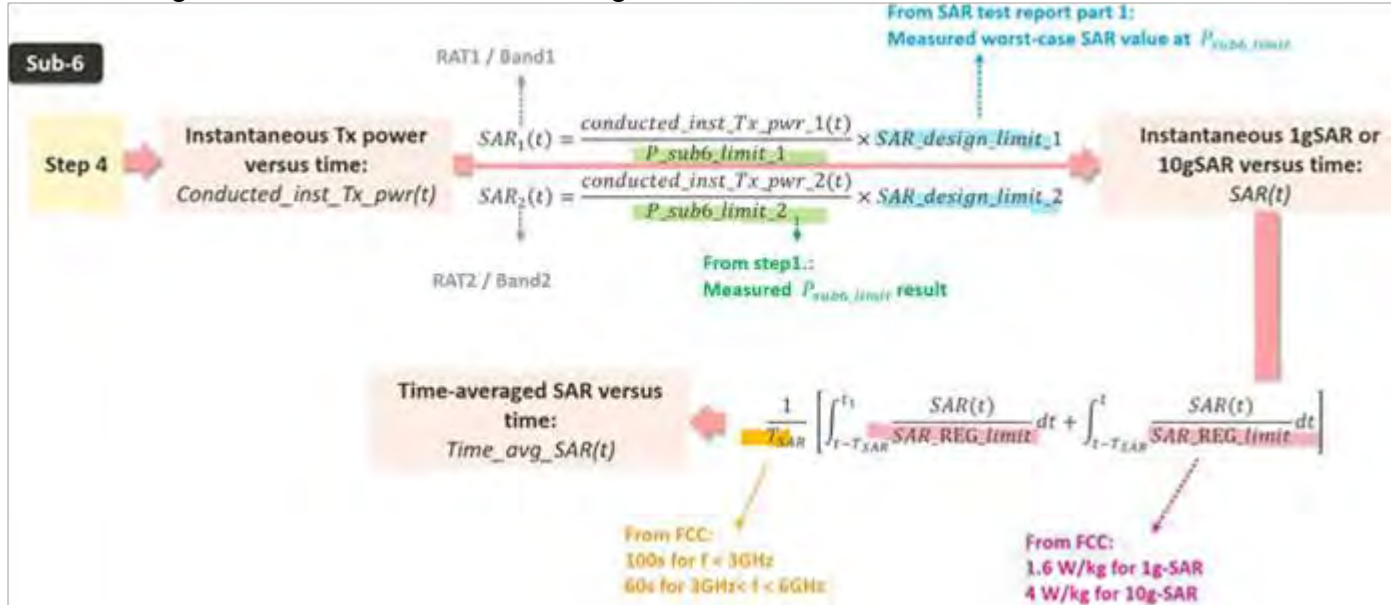 From SAR test report part 1:
Measured worst-case SAR value at P_sub6_limit
Sub-6
RAT1 / Band1
Step 4
Instantaneous Tx power
versus time:
Conducted_inst_Tx_pwr(t)
SAR₁(t) = conducted_inst_Tx_pwr_1(t) / P_sub6_limit_1 × SAR_design_limit_1
SAR₂(t) = conducted_inst_Tx_pwr_2(t) / P_sub6_limit_2 × SAR_design_limit_2
Instantaneous 1gSAR or
10gSAR versus time:
SAR(t)
RAT2 / Band2
From step1.:
Measured P_sub6_limit result
Time-averaged SAR versus
time:
Time_avg_SAR(t)
1/T_SAR [∫_{t-T_SAR}^{t₁} SAR(t)/SAR_REG_limit dt + ∫_{t-T_SAR}^{t} SAR(t)/SAR_REG_limit dt]
From FCC:
100s for f < 3GHz
60s for 3GHz< f < 6GHz
From FCC:
1.6 W/kg for 1g-SAR
4 W/kg for 10g-SAR